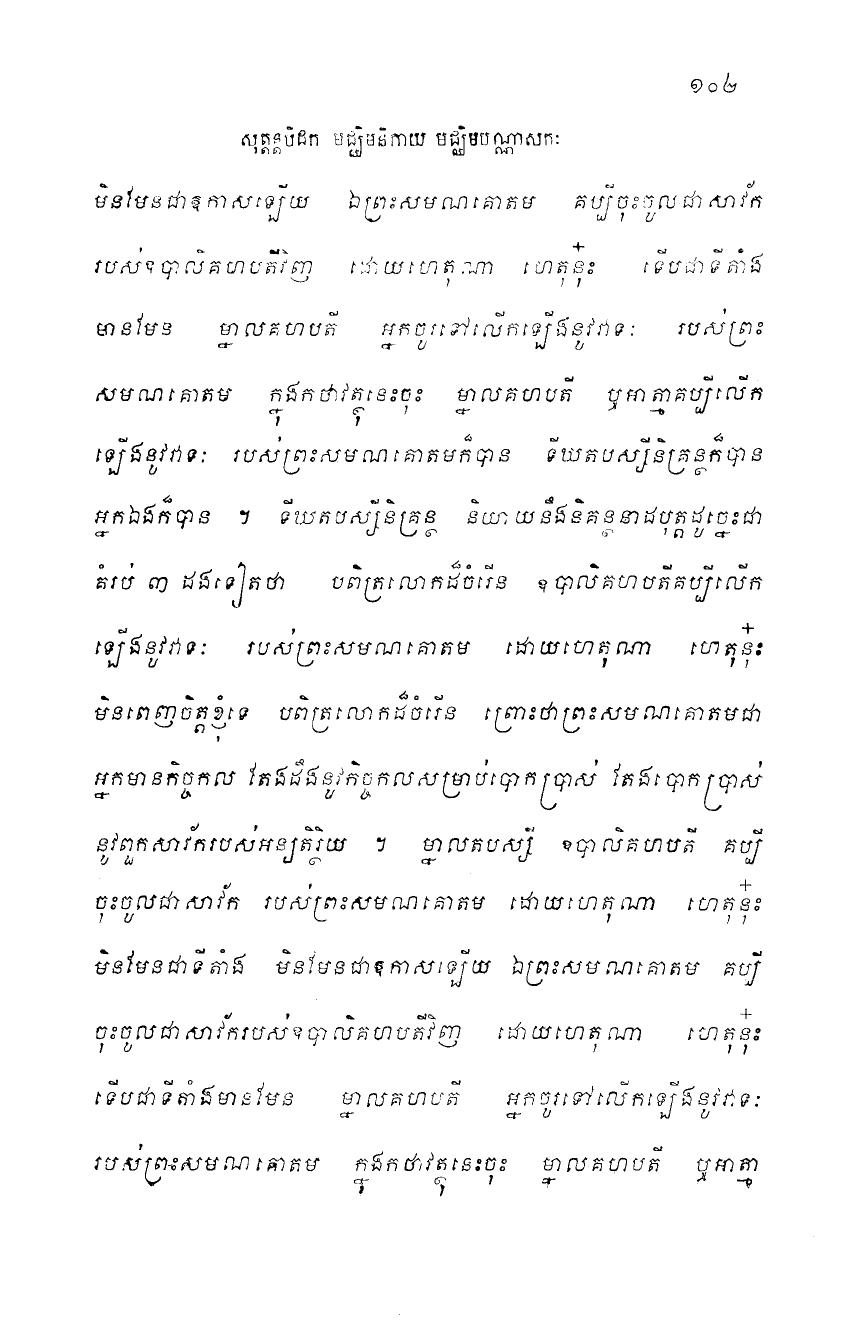 ១០២
សុត្តន្តបិដក មជ្ឈិមនិកាយ មជ្ឈិមបណ្ណាសកៈ
មិនមែនជាឱកាសឡើយ ឯព្រះសមណគោតម គប្បីចុះចូលជាសាវ័ក
របស់ឧបាលិគហបតីវិញ ដោយហេតុណា ហេតុនុ៎ះ ទើបជាទីតាំង
មានមែន ម្នាលគហបតី អ្នកចូរទៅលើកឡើងនូវវាទៈ របស់ព្រះ
សមណគោតម ក្នុងកថាវត្ថុនេះចុះ ម្នាលគហបតី ឬអាត្មាគប្បីលើក
ឡើងនូវវាទៈ របស់ព្រះសមណគោតមក៏បាន ទីឃតបស្សីនិគ្រន្ថក៏បាន
អ្នកឯងក៏បាន ។ ទីឃតបស្សីនិគ្រន្ថ និយាយនឹងនិគន្ថនាដបុត្តដូច្នេះជា
គំរប់ ៣ ដងទៀតថា បពិត្រលោកដ៏ចំរើន ឧបាលិគហបតីគប្បីលើក
ឡើងនូវវាទៈ របស់ព្រះសមណគោតម ដោយហេតុណា ហេតុនុ៎ះ
មិនពេញចិត្តខ្ញុំទេ បពិត្រលោកដ៏ចំរើន ព្រោះថាព្រះសមណគោតមជា
អ្នកមានកិច្ចកល តែងដឹងនូវកិច្ចកលសម្រាប់បោកប្រាស់ តែងបោកប្រាស់
នូវពួកសាវ័ករបស់អន្យតិរ្ថិយ ។ ម្នាលតបស្សី ឧបាលិគហបតី គប្បី
ចុះចូលជាសាវ័ក របស់ព្រះសមណគោតម ដោយហេតុណា ហេតុនុ៎ះ
មិនមែនជាទីតាំង មិនមែនជាឱកាសឡើយ ឯព្រះសមណគោតម គប្បី
ចុះចូលជាសាវ័ករបស់ឧបាលិគហបតីវិញ ដោយហេតុណា ហេតុនុ៎ះ
ទើបជាទីតាំងមានមែន ម្នាលគហបតី អ្នកចូរទៅលើកឡើងនូវវាទៈ
របស់ព្រះសមណគោតម ក្នុងកថាវត្ថុនេះចុះ ម្នាលគហបតី ឬអាត្មា